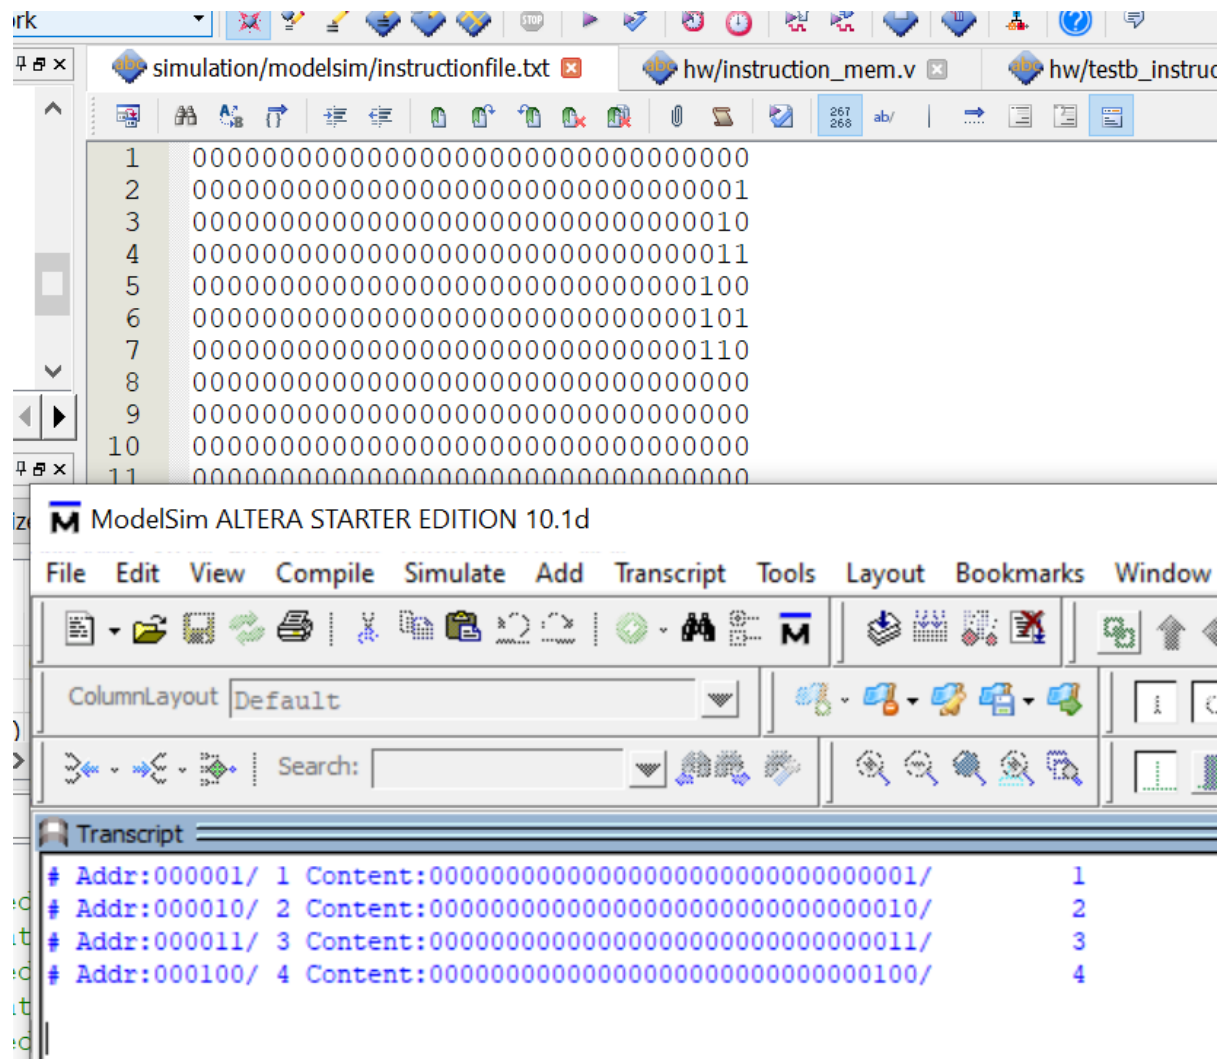 rk
simulation/modelsim/instructionfile.txt hw/instruction_mem.v hw/testb_instruc
267
268 ab/
1 00000000000000000000000000000000
2 00000000000000000000000000000001
3 00000000000000000000000000000010
4 00000000000000000000000000000011
5 00000000000000000000000000000100
6 00000000000000000000000000000101
7 00000000000000000000000000000110
8 00000000000000000000000000000000
9 00000000000000000000000000000000
10 00000000000000000000000000000000
11 00000000000000000000000000000000
ModelSim ALTERA STARTER EDITION 10.1d
File Edit View Compile Simulate Add Transcript Tools Layout Bookmarks Window
ColumnLayout Default
Search:
Transcript
# Addr:000001/ 1 Content:00000000000000000000000000000001/ 1
# Addr:000010/ 2 Content:00000000000000000000000000000010/ 2
# Addr:000011/ 3 Content:00000000000000000000000000000011/ 3
# Addr:000100/ 4 Content:00000000000000000000000000000100/ 4